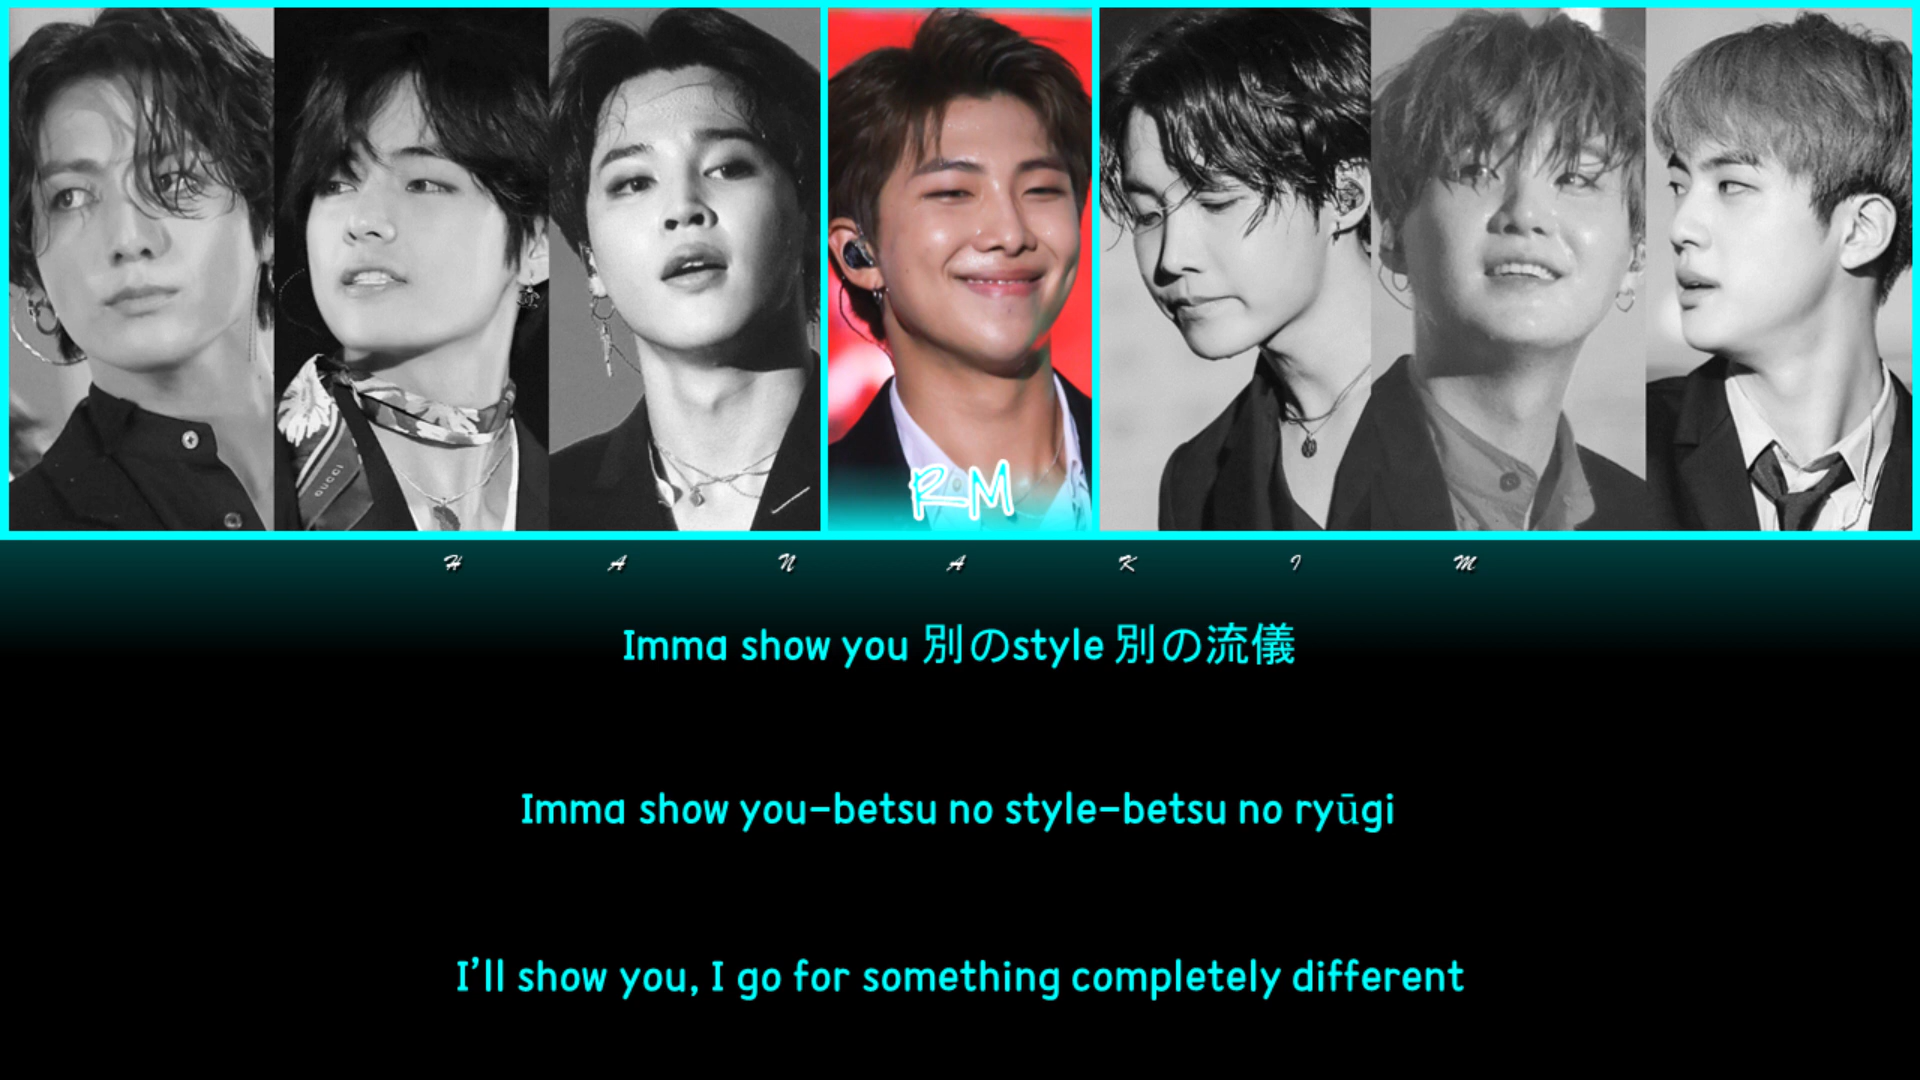 GUCCI
RM
H A N A K I M
Imma show you 別のstyle 別の流儀
Imma show you-betsu no style-betsu no ryūgi
I'll show you, I go for something completely different